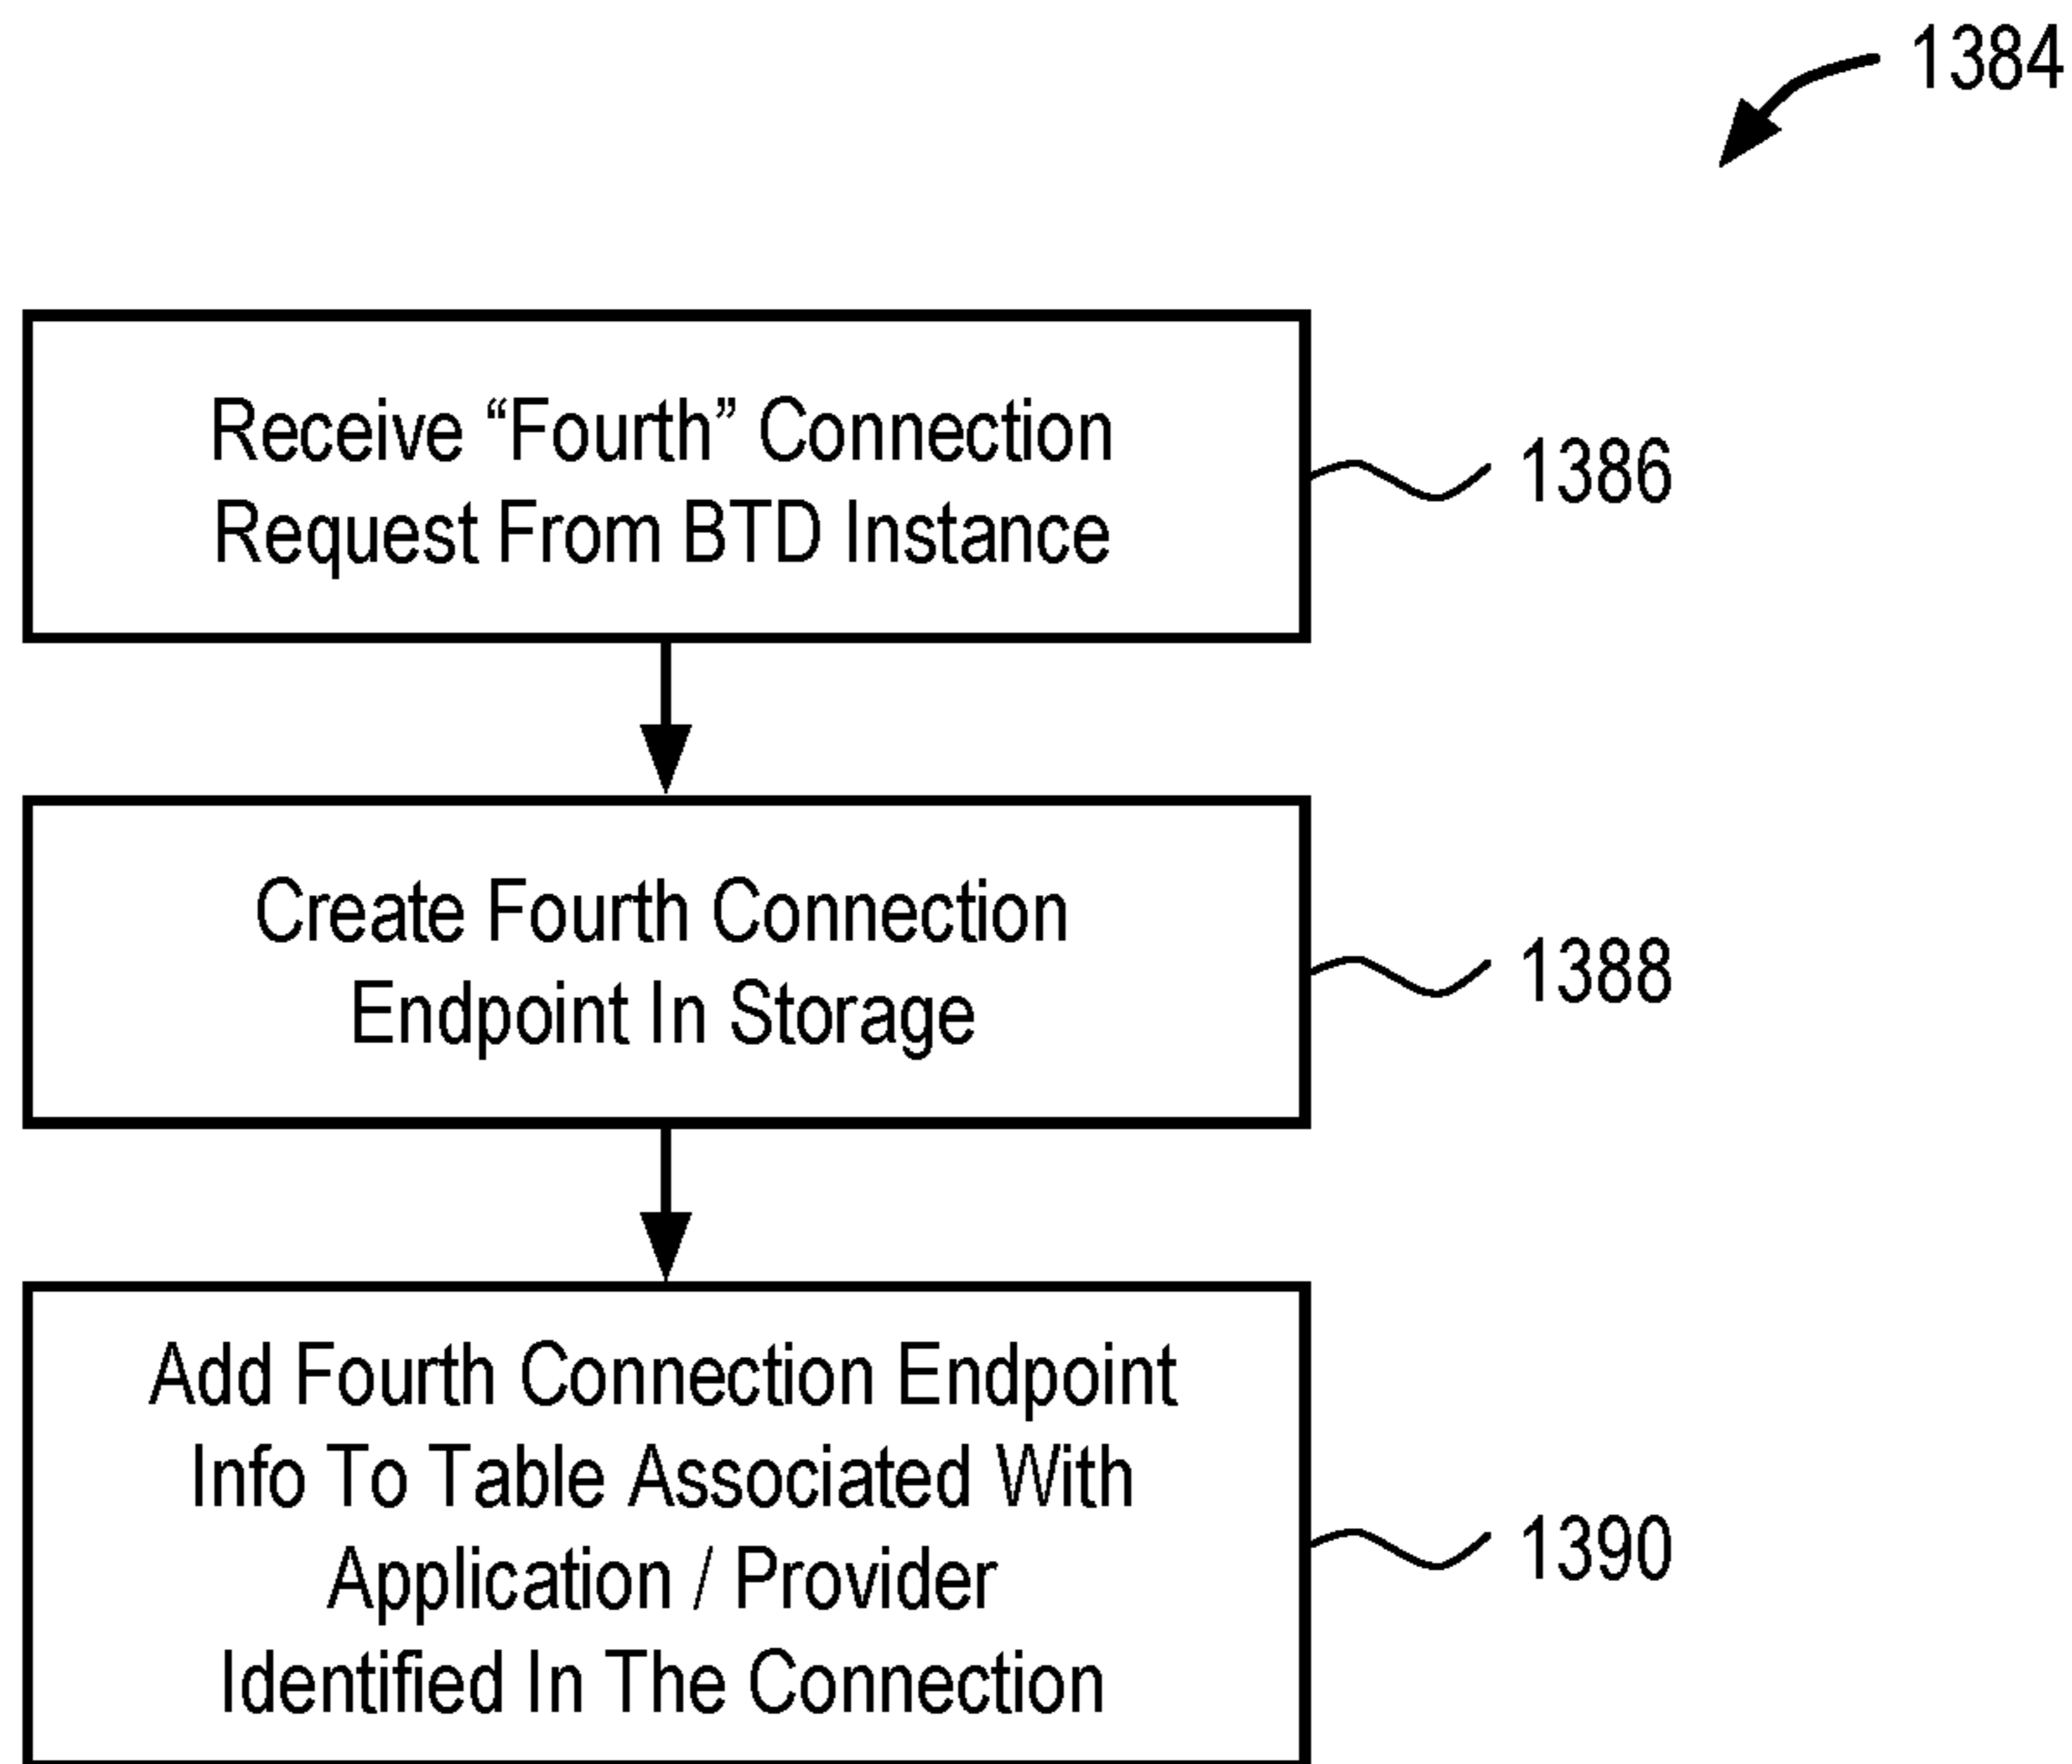 1384
Receive “Fourth” Connection
Request From BTD Instance
1386
Create Fourth Connection
Endpoint In Storage
1388
Add Fourth Connection Endpoint
Info To Table Associated With
Application / Provider
Identified In The Connection
1390